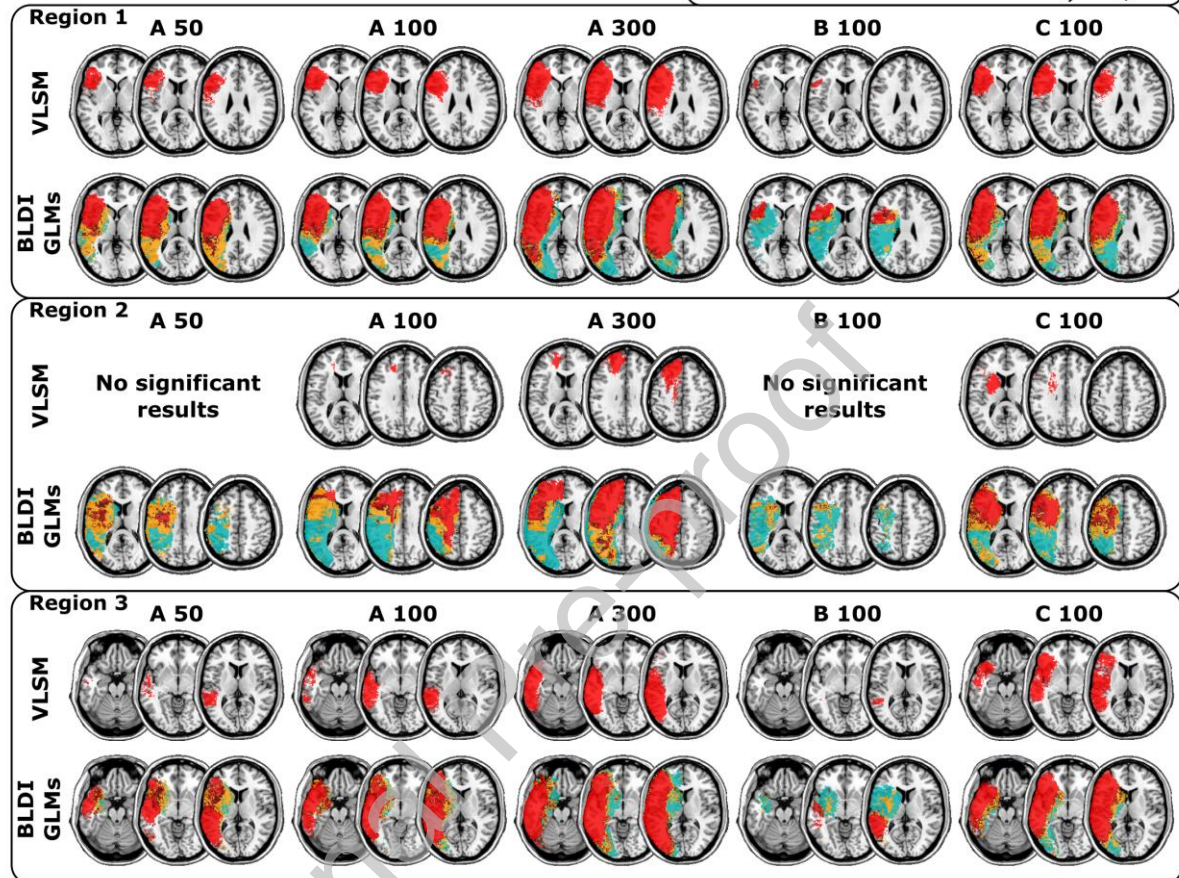 Region 1
A 50 A 100 A 300 B 100 C 100
VLSM
BLDI
GLMs
Region 2
A 50 A 100 A 300 B 100 C 100
VLSM
No significant
results
No significant
results
BLDI
GLMs
Region 3
A 50 A 100 A 300 B 100 C 100
VLSM
BLDI
GLMs